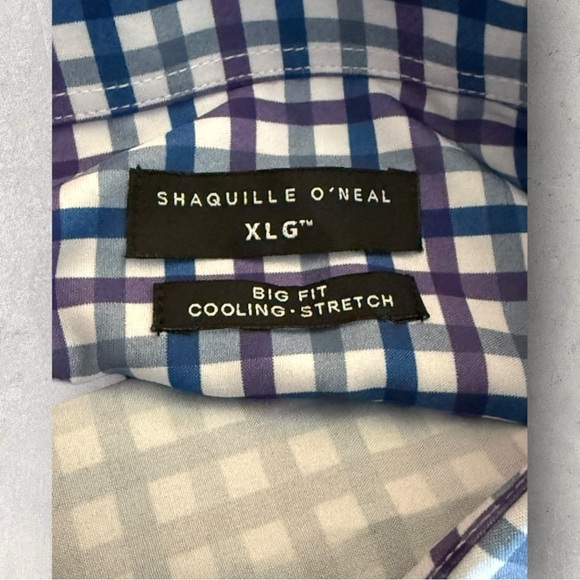 SHAQUILLE O'NEAL
XLG™
BIG FIT
COOLING·STRETCH